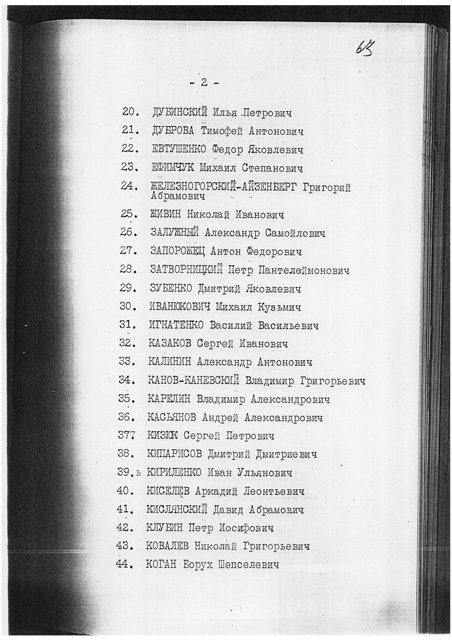 63
- 2 -
20. ДУБИНСКИЙ Илья Петрович
21. ДУБРОВА Тимофей Антонович
22. ЕВТУШЕНКО Федор Яковлевич
23. ЕФИМЧУК Михаил Степанович
24. ЖЕЛЕЗНОГОРСКИЙ-АЙЗЕНБЕРГ Григорий
Абрамович
25. ЖИВИН Николай Иванович
26. ЗАЛУЖНЫЙ Александр Самойлович
27. ЗАПОРОЖЕЦ Антон Федорович
28. ЗАТВОРНИЦКИЙ Петр Пантелеймонович
29. ЗУБЕНКО Дмитрий Яковлевич
30. ИВАНЮКОВИЧ Михаил Кузьмич
31. ИГНАТЕНКО Василий Васильевич
32. КАЗАКОВ Сергей Иванович
33. КАЛИНИН Александр Антонович
34. КАНОВ-КАНЕВСКИЙ Владимир Григорьевич
35. КАРЕЛИН Владимир Александрович
36. КАСЬЯНОВ Андрей Александрович
37. КИЗЮК Сергей Петрович
38. КИПАРИСОВ Дмитрий Дмитриевич
39. КИРИЛЕНКО Иван Ульянович
40. КИСЕЛЕВ Аркадий Леонтьевич
41. КИСЛЯНСКИЙ Давид Абрамович
42. КЛУБИН Петр Иосифович
43. КОВАЛЕВ Николай Григорьевич
44. КОГАН Борух Шепселевич